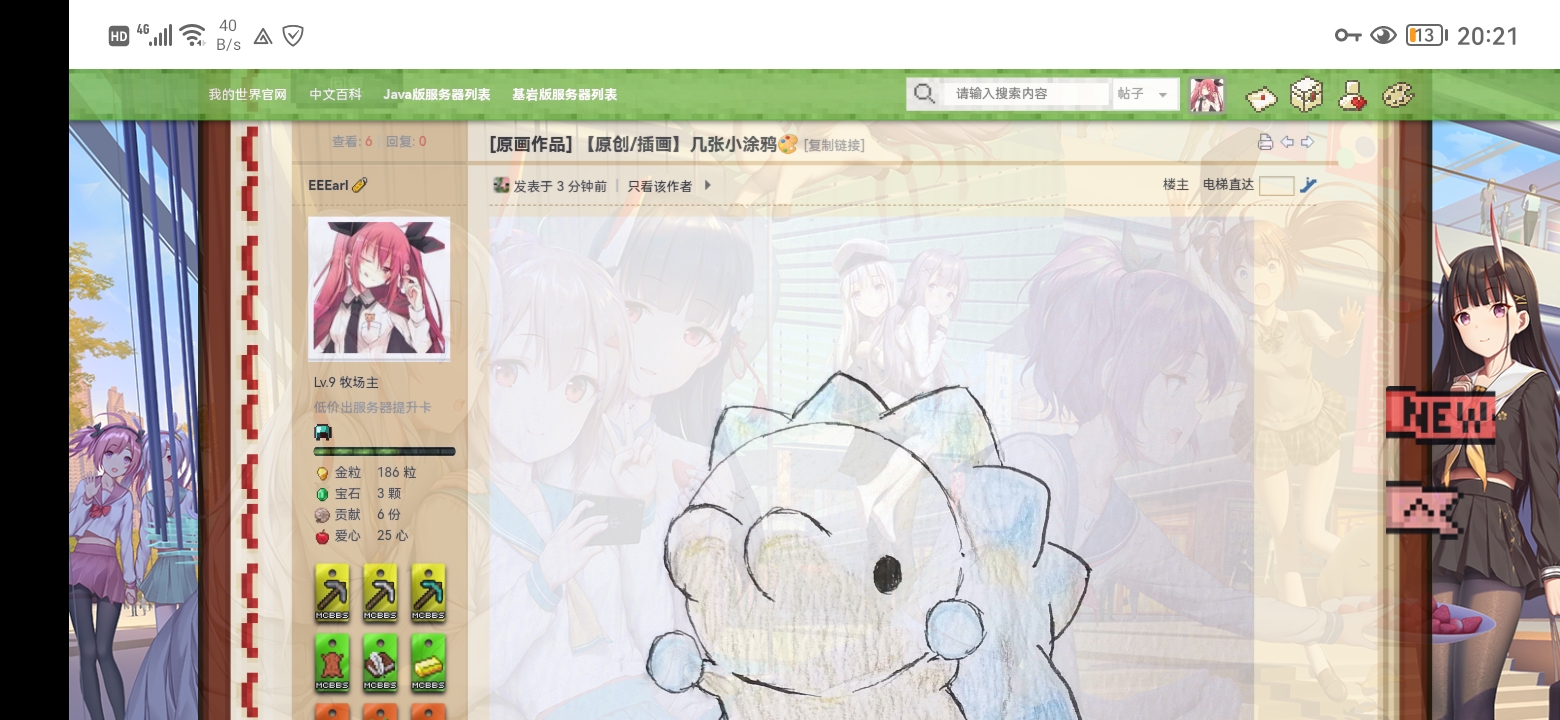 HD 4G 40 B/s 13 20:21
我的世界官网 中文百科 Java版服务器列表 基岩版服务器列表 请输入搜索内容 帖子
查看: 6 回复: 0 [原画作品] 【原创/插画】几张小涂鸦🎨 [复制链接]
EEEarl 发表于 3 分钟前 | 只看该作者 楼主 电梯直达
Lv.9 牧场主
低价出服务器提升卡
金粒 186 粒
宝石 3 颗
贡献 6 份
爱心 25 心
MCBBS MCBBS MCBBS
MCBBS MCBBS MCBBS
NEW